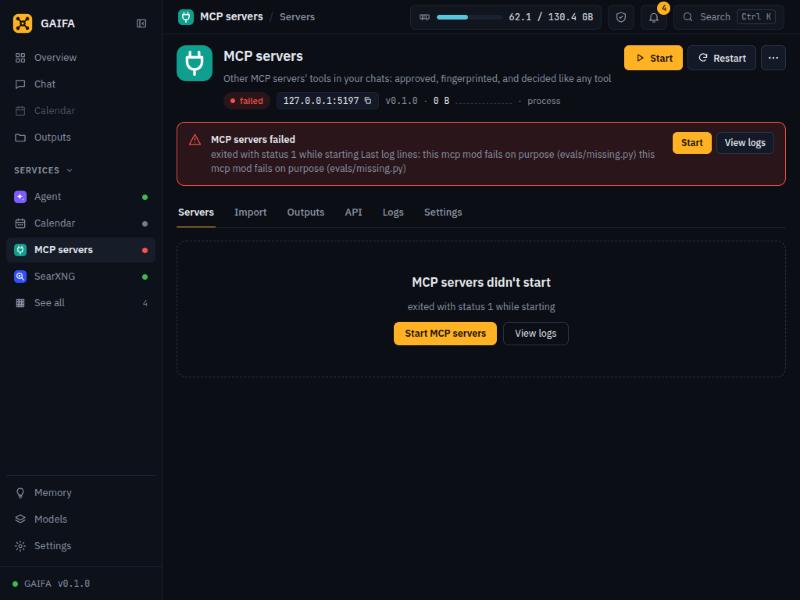 GAIFA
Overview
Chat
Calendar
Outputs
SERVICES
Agent
Calendar
MCP servers
SearXNG
See all 4
Memory
Models
Settings
GAIFA v0.1.0
MCP servers / Servers
62.1 / 130.4 GB
4
Search Ctrl K
MCP servers
Other MCP servers' tools in your chats: approved, fingerprinted, and decided like any tool
failed 127.0.0.1:5197 v0.1.0 · 0 B · process
Start Restart
MCP servers failed
exited with status 1 while starting Last log lines: this mcp mod fails on purpose (evals/missing.py) this
mcp mod fails on purpose (evals/missing.py)
Start View logs
Servers Import Outputs API Logs Settings
MCP servers didn't start
exited with status 1 while starting
Start MCP servers View logs